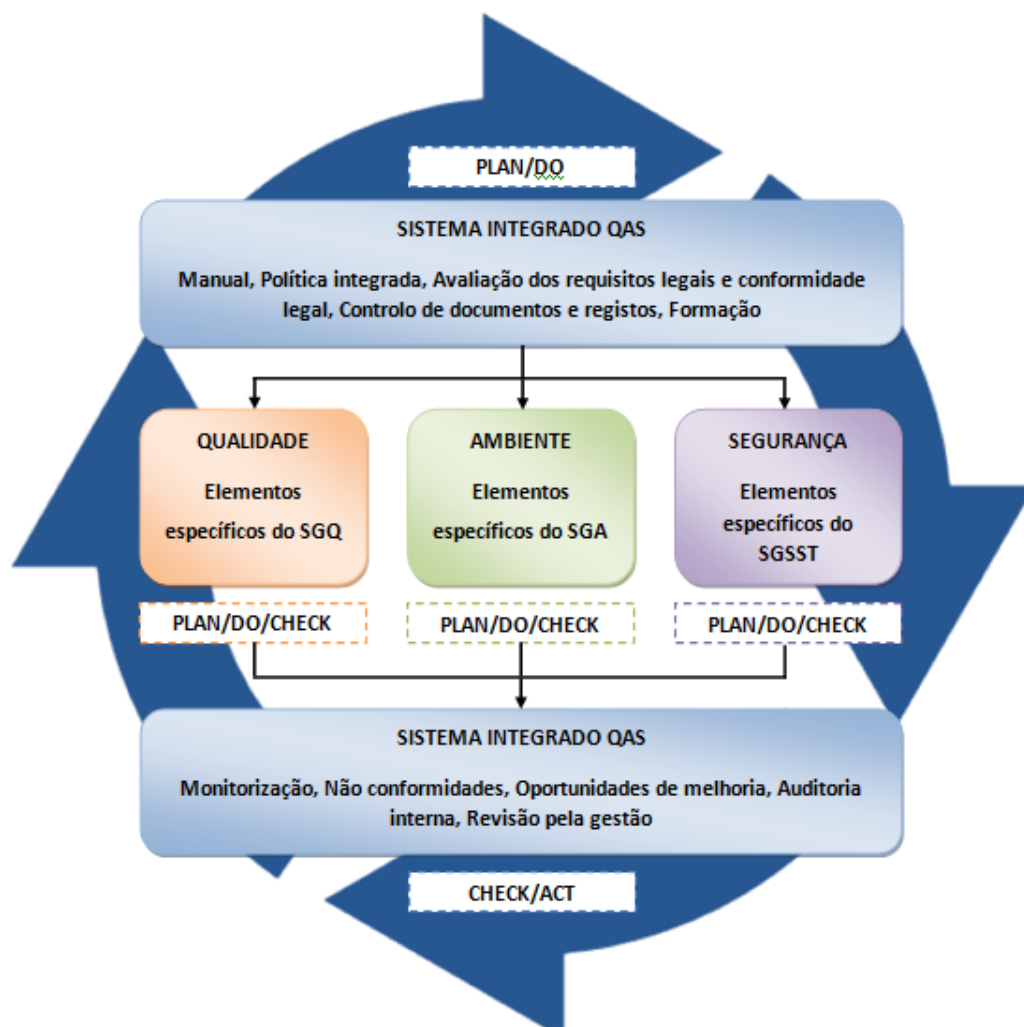 PLAN/DO
SISTEMA INTEGRADO QAS
Manual, Política integrada, Avaliação dos requisitos legais e conformidade
legal, Controlo de documentos e registos, Formação
QUALIDADE
Elementos
específicos do SGQ
AMBIENTE
Elementos
específicos do SGA
SEGURANÇA
Elementos
específicos do
SGSST
PLAN/DO/CHECK
PLAN/DO/CHECK
PLAN/DO/CHECK
SISTEMA INTEGRADO QAS
Monitorização, Não conformidades, Oportunidades de melhoria, Auditoria
interna, Revisão pela gestão
CHECK/ACT